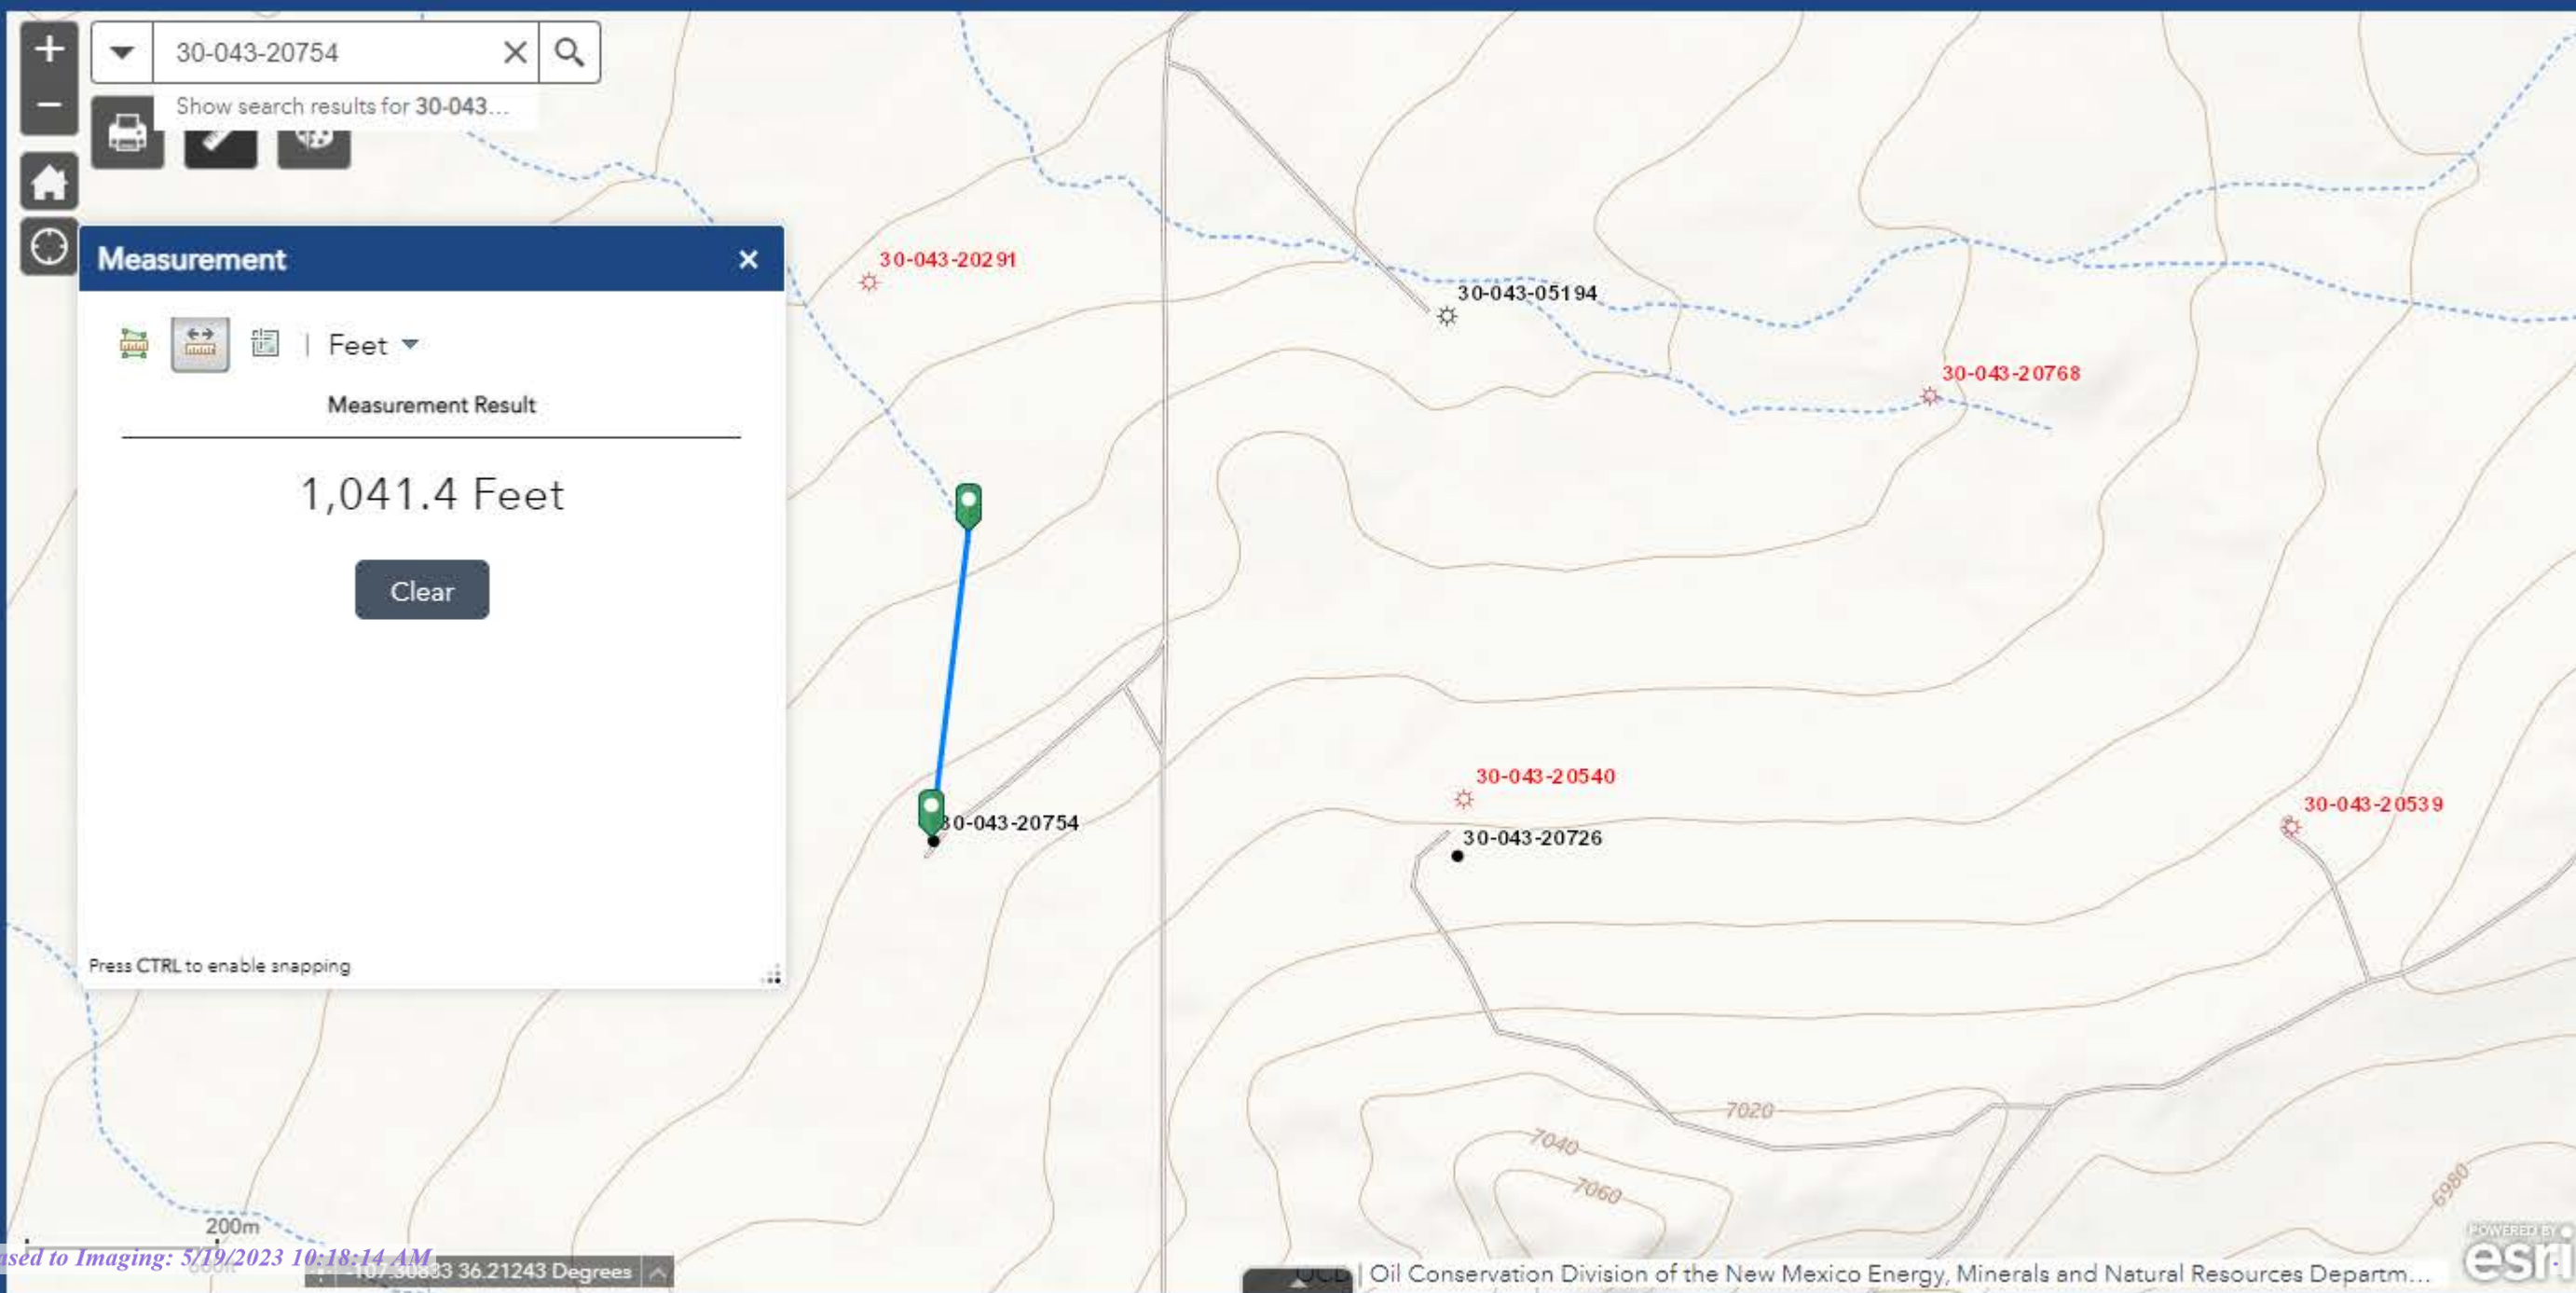 +
30-043-20754
−
Show search results for 30-043...
Measurement
30-043-20291
30-043-05194
| Feet
30-043-20768
Measurement Result
1,041.4 Feet
Clear
30-043-20540
30-043-20754
30-043-20539
30-043-20726
Press CTRL to enable snapping
7020
7040
7060
6980
200m
POWERED BY
esri
sed to Imaging: 5/19/2023 10:18:14 AM
-107.30833 36.21243 Degrees
| Oil Conservation Division of the New Mexico Energy, Minerals and Natural Resources Departm...